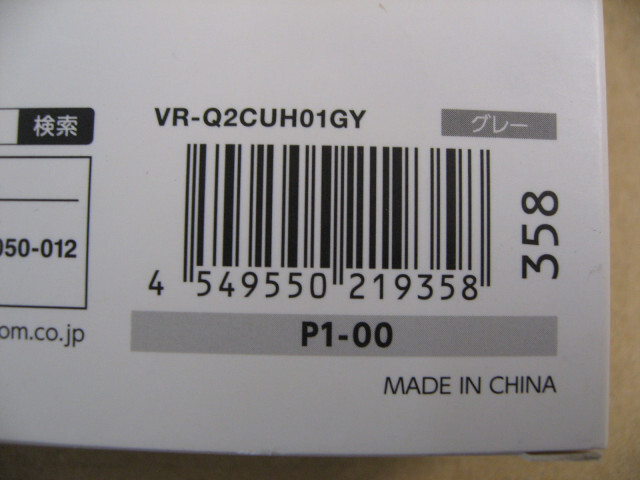 VR-Q2CUH01GY
グレー
検索
050-012
4 549550 219358
358
om.co.jp
P1-00
MADE IN CHINA